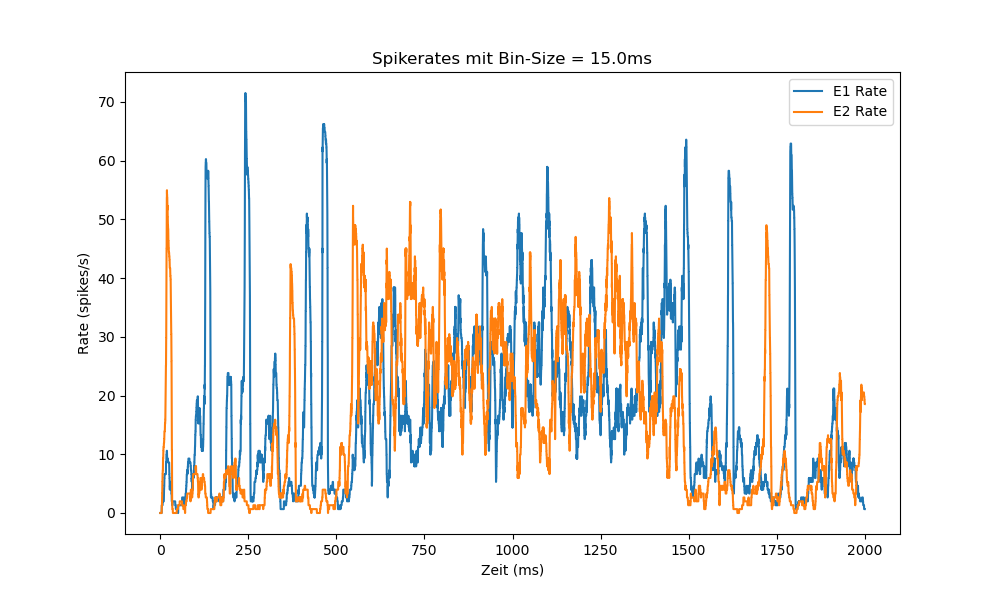 Spikerates mit Bin-Size = 15.0ms
E1 Rate
E2 Rate
70
60
50
40
30
20
10
0
Rate (spikes/s)
0 250 500 750 1000 1250 1500 1750 2000
Zeit (ms)